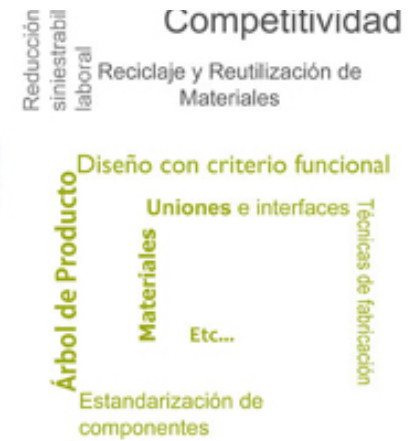 Competitividad
Reducción
siniestrabil
laboral
Reciclaje y Reutilización de
Materiales
Diseño con criterio funcional
Árbol de Producto
Uniones e interfaces
Materiales
Técnicas de fabricación
Etc...
Estandarización de
componentes